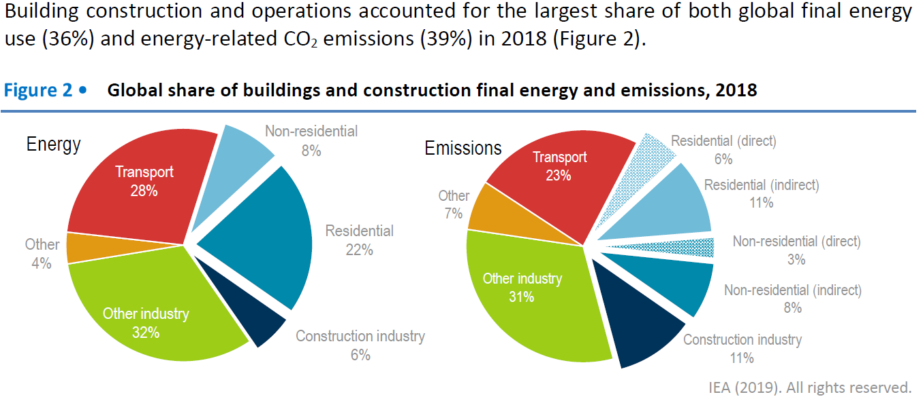 Building construction and operations accounted for the largest share of both global final energy
use (36%) and energy-related CO₂ emissions (39%) in 2018 (Figure 2).
Figure 2 • Global share of buildings and construction final energy and emissions, 2018
Energy
Non-residential
8%
Transport
28%
Residential
22%
Other
4%
Other industry
32%
Construction industry
6%
Emissions
Residential (direct)
6%
Transport
23%
Residential (indirect)
11%
Other
7%
Non-residential (direct)
3%
Other industry
31%
Non-residential (indirect)
8%
Construction industry
11%
IEA (2019). All rights reserved.